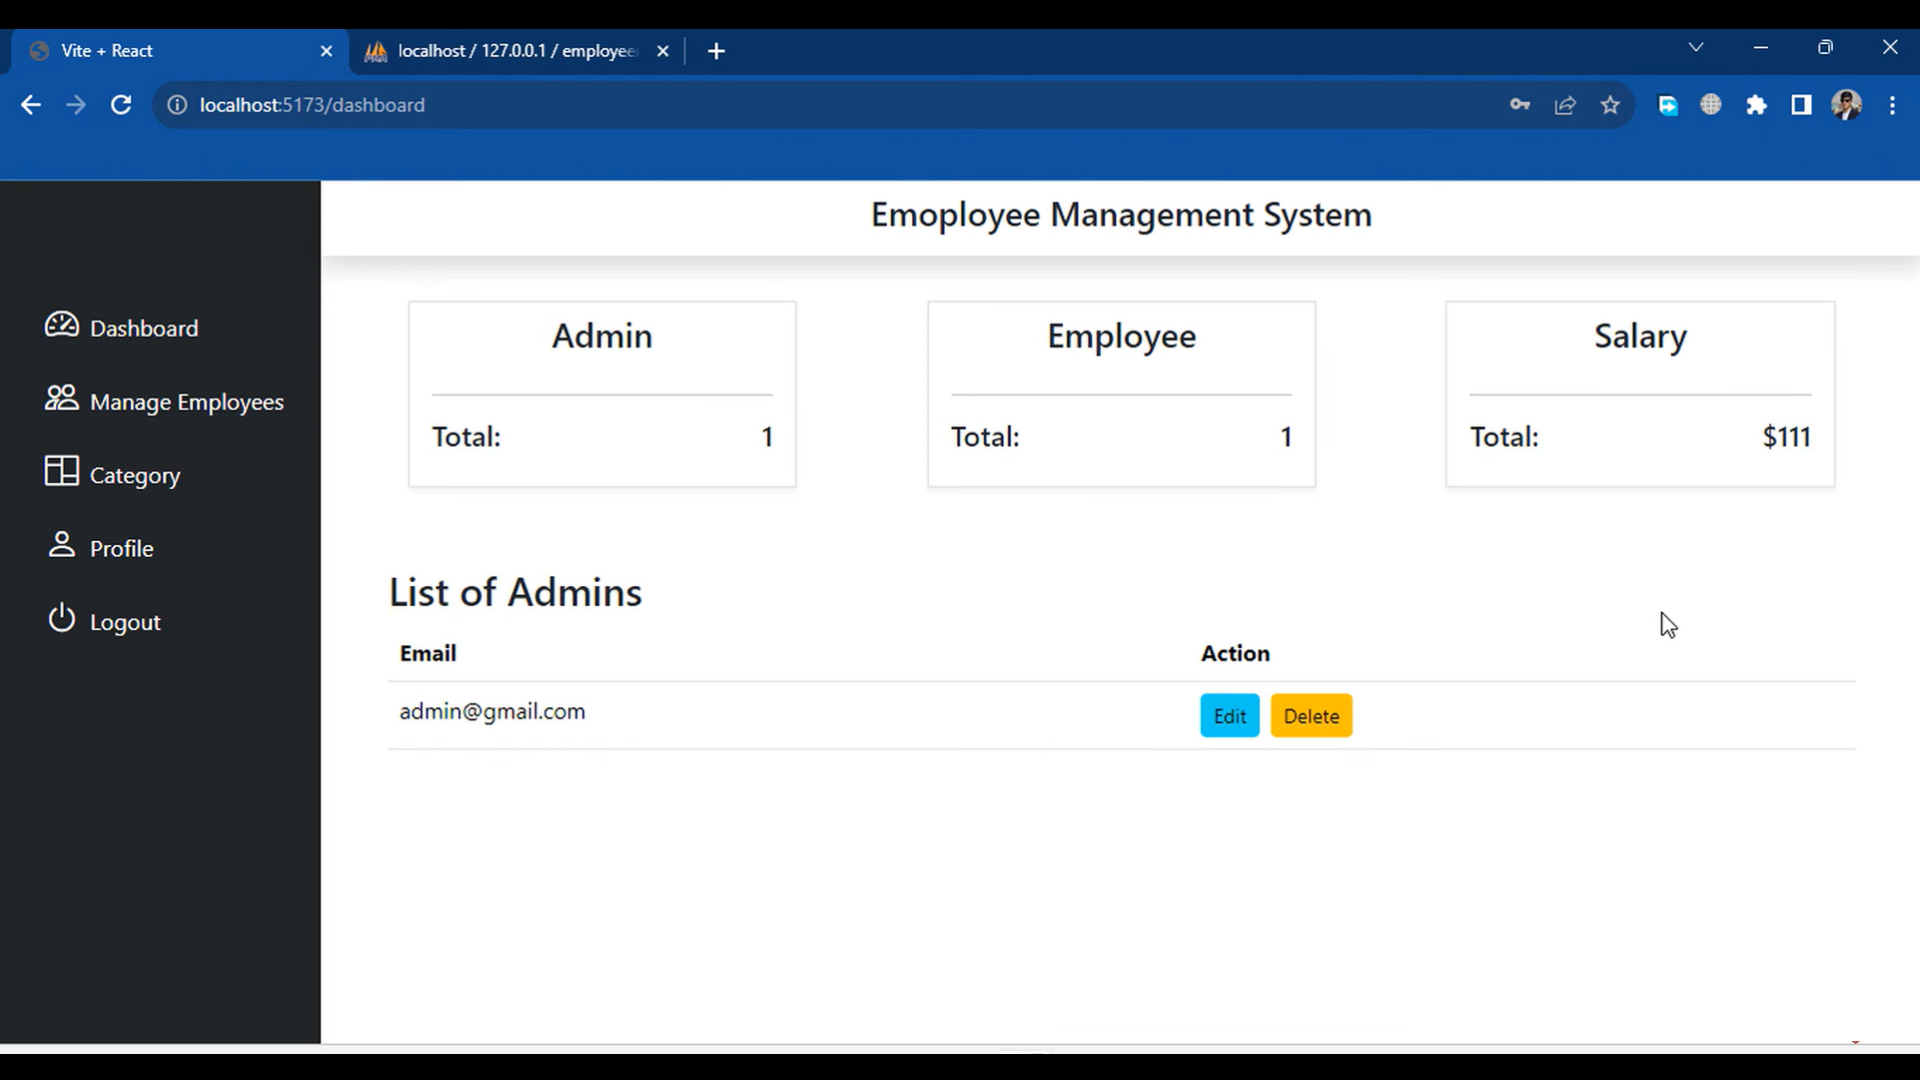 Vite + React
localhost / 127.0.0.1 / employee
localhost:5173/dashboard
Emoployee Management System
Dashboard
Manage Employees
Category
Profile
Logout
Admin
Total: 1
Employee
Total: 1
Salary
Total: $111
List of Admins
Email Action
admin@gmail.com Edit Delete